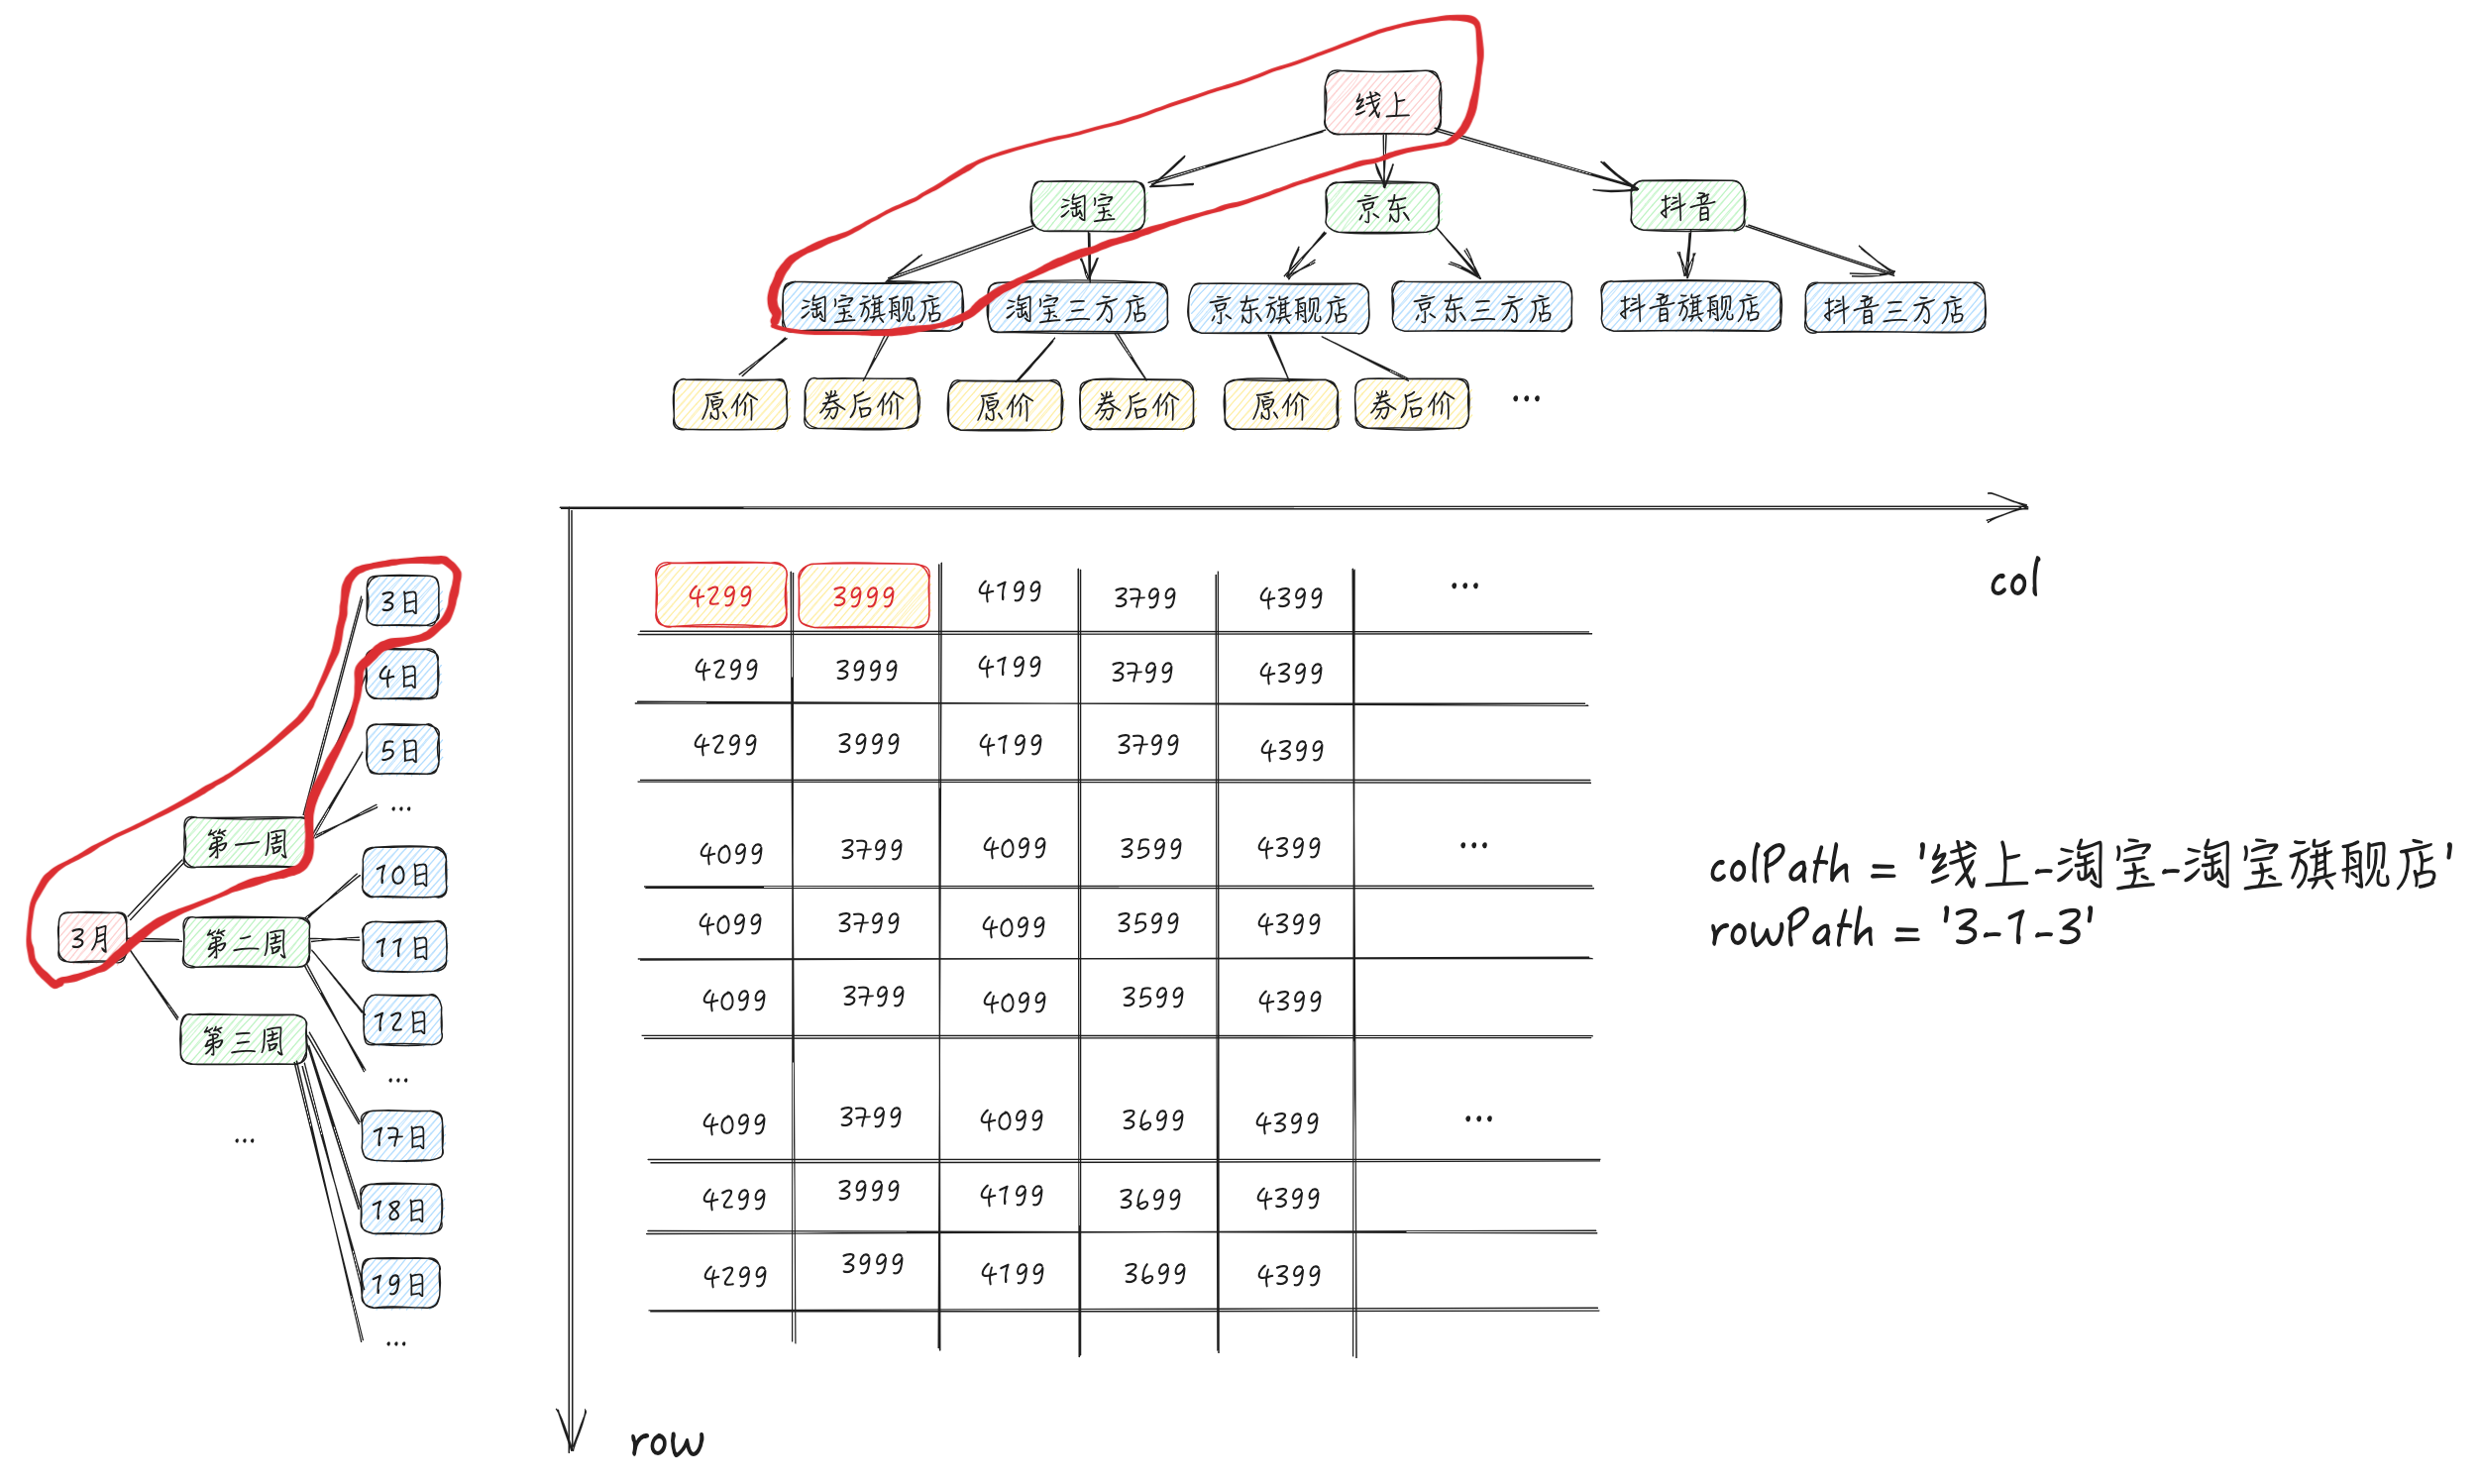 线上
淘宝 京东 抖音
淘宝旗舰店 淘宝三方店 京东旗舰店 京东三方店 抖音旗舰店 抖音三方店
原价 券后价 原价 券后价 原价 券后价 ...
col
3日 4299 3999 4199 3799 4399 ...
4日 4299 3999 4199 3799 4399
5日 4299 3999 4199 3799 4399
...
第一周
10日 4099 3799 4099 3599 4399 ...
3月 第二周 11日 4099 3799 4099 3599 4399
12日 4099 3799 4099 3599 4399
第三周
...
17日 4099 3799 4099 3699 4399 ...
...
18日 4299 3999 4199 3699 4399
19日 4299 3999 4199 3699 4399
...
row
colPath = '线上-淘宝-淘宝旗舰店'
rowPath = '3-1-3'